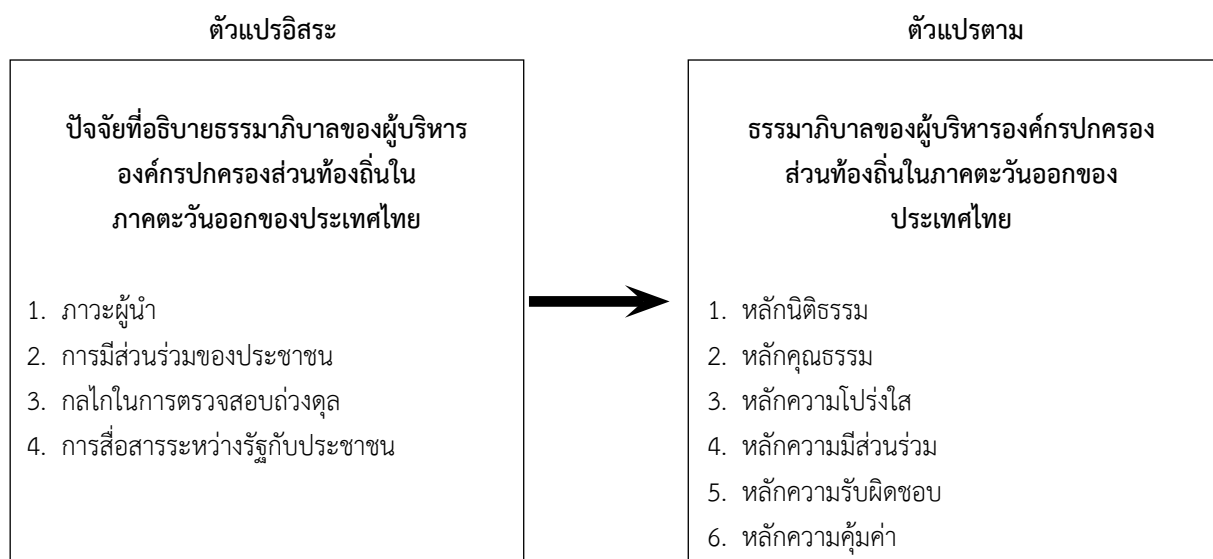 ตัวแปรอิสระ
ปัจจัยที่อธิบายธรรมาภิบาลของผู้บริหาร
องค์กรปกครองส่วนท้องถิ่นใน
ภาคตะวันออกของประเทศไทย
1. ภาวะผู้นำ
2. การมีส่วนร่วมของประชาชน
3. กลไกในการตรวจสอบถ่วงดุล
4. การสื่อสารระหว่างรัฐกับประชาชน
ตัวแปรตาม
ธรรมาภิบาลของผู้บริหารองค์กรปกครอง
ส่วนท้องถิ่นในภาคตะวันออกของ
ประเทศไทย
1. หลักนิติธรรม
2. หลักคุณธรรม
3. หลักความโปร่งใส
4. หลักความมีส่วนร่วม
5. หลักความรับผิดชอบ
6. หลักความคุ้มค่า